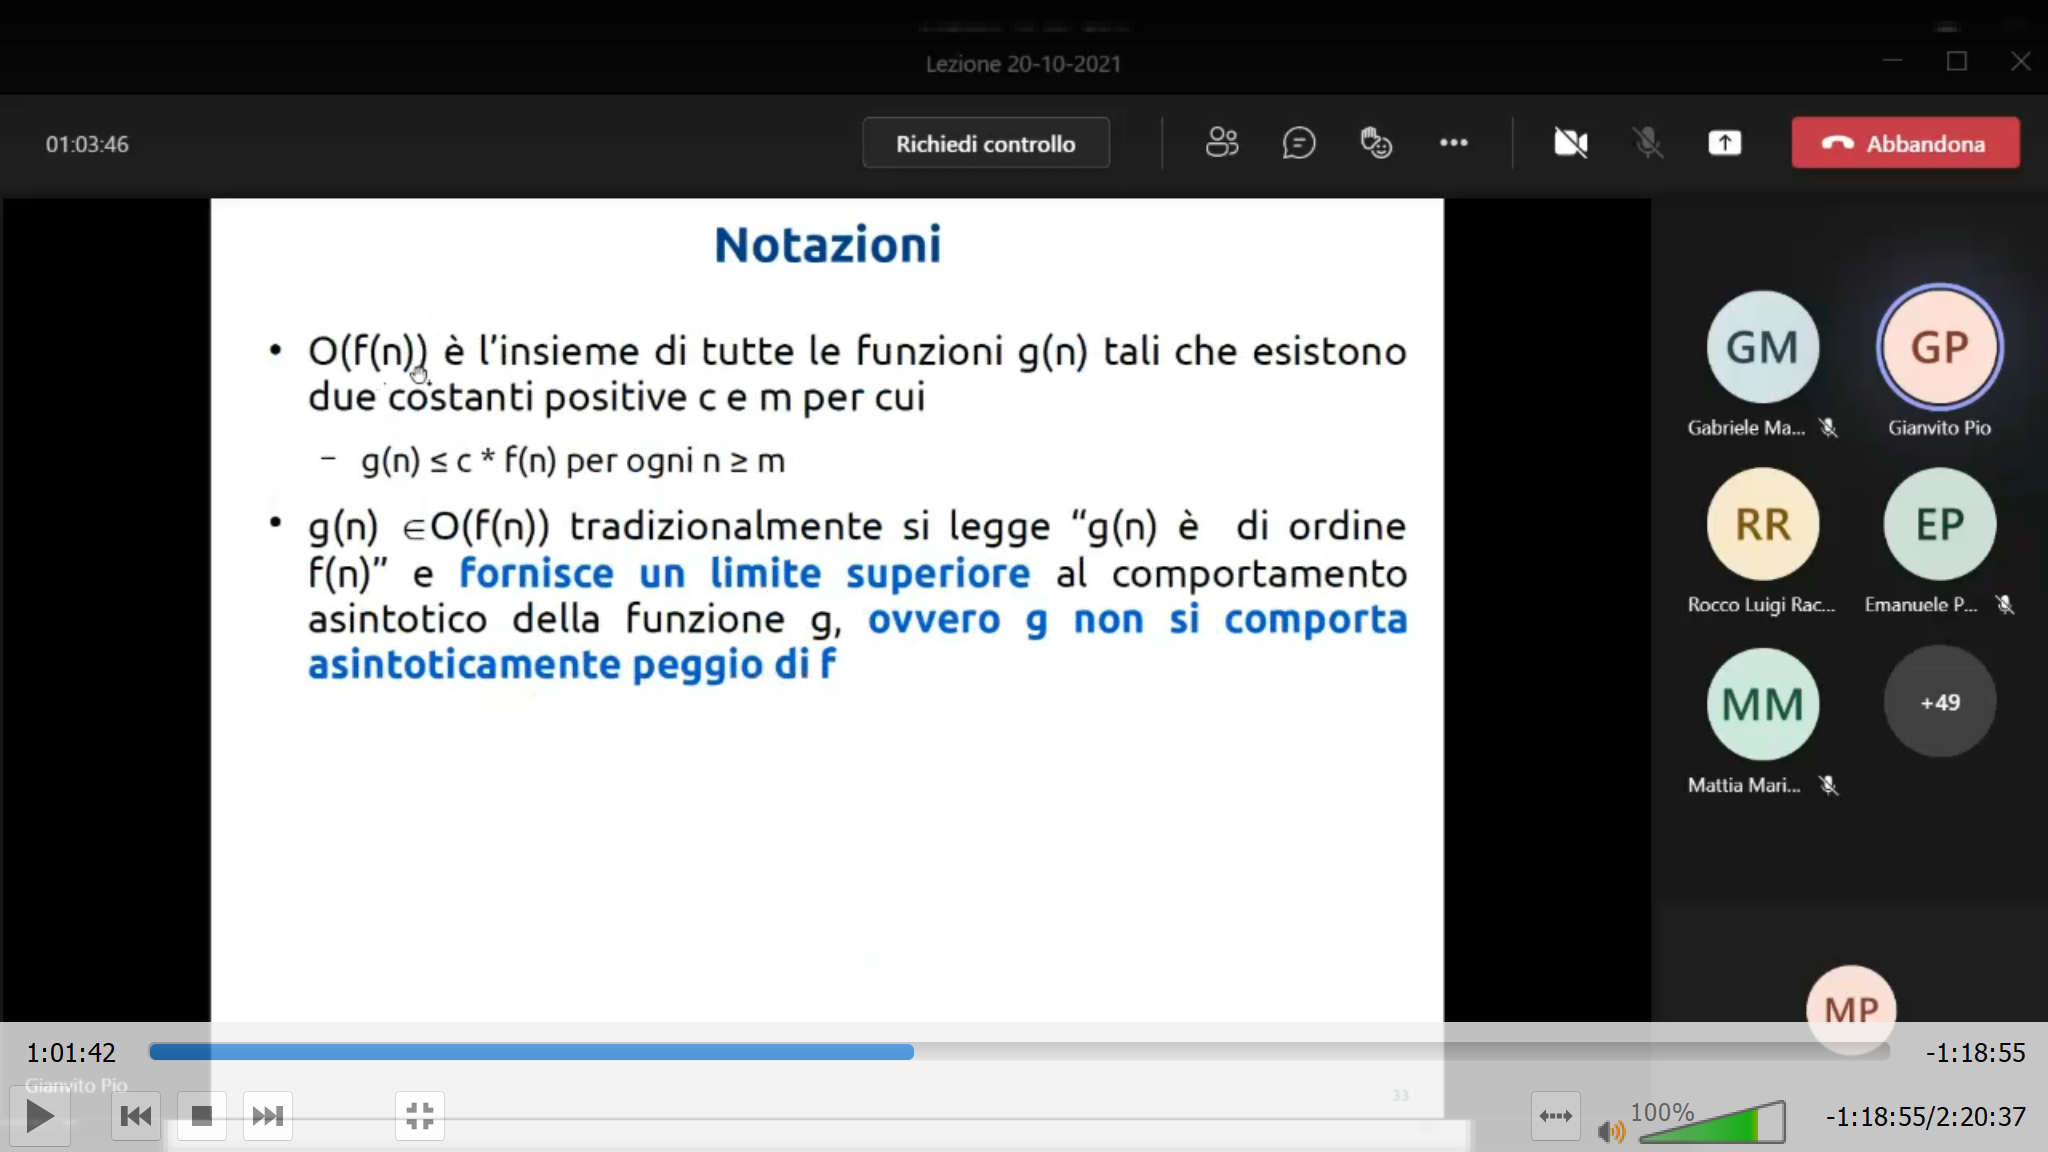 Lezione 20-10-2021
01:03:46
Richiedi controllo
Abbandona
Notazioni
• O(f(n)) è l'insieme di tutte le funzioni g(n) tali che esistono
due costanti positive c e m per cui
– g(n) ≤ c * f(n) per ogni n ≥ m
• g(n) ∈O(f(n)) tradizionalmente si legge “g(n) è di ordine
f(n)” e fornisce un limite superiore al comportamento
asintotico della funzione g, ovvero g non si comporta
asintoticamente peggio di f
33
GM
GP
Gabriele Ma...
Gianvito Pio
RR
EP
Rocco Luigi Rac...
Emanuele P...
MM
+49
Mattia Mari...
MP
1:01:42
-1:18:55
Gianvito Pio
100%
-1:18:55/2:20:37